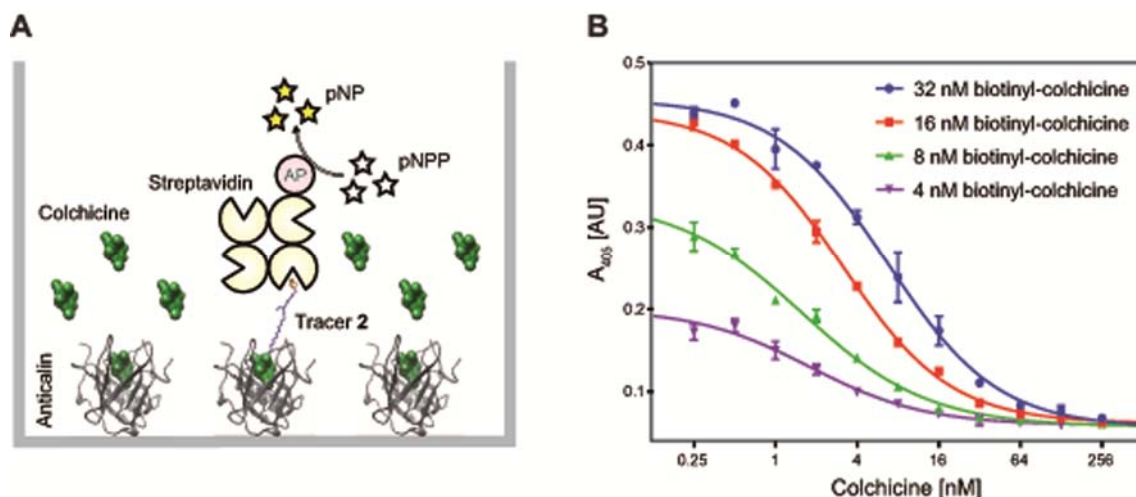 A
pNP
pNPP
AP
Streptavidin
Colchicine
Tracer 2
Anticalin
B
0.5
0.4
0.3
0.2
0.1
A405 [AU]
32 nM biotinyl-colchicine
16 nM biotinyl-colchicine
8 nM biotinyl-colchicine
4 nM biotinyl-colchicine
0.25 1 4 16 64 256
Colchicine [nM]